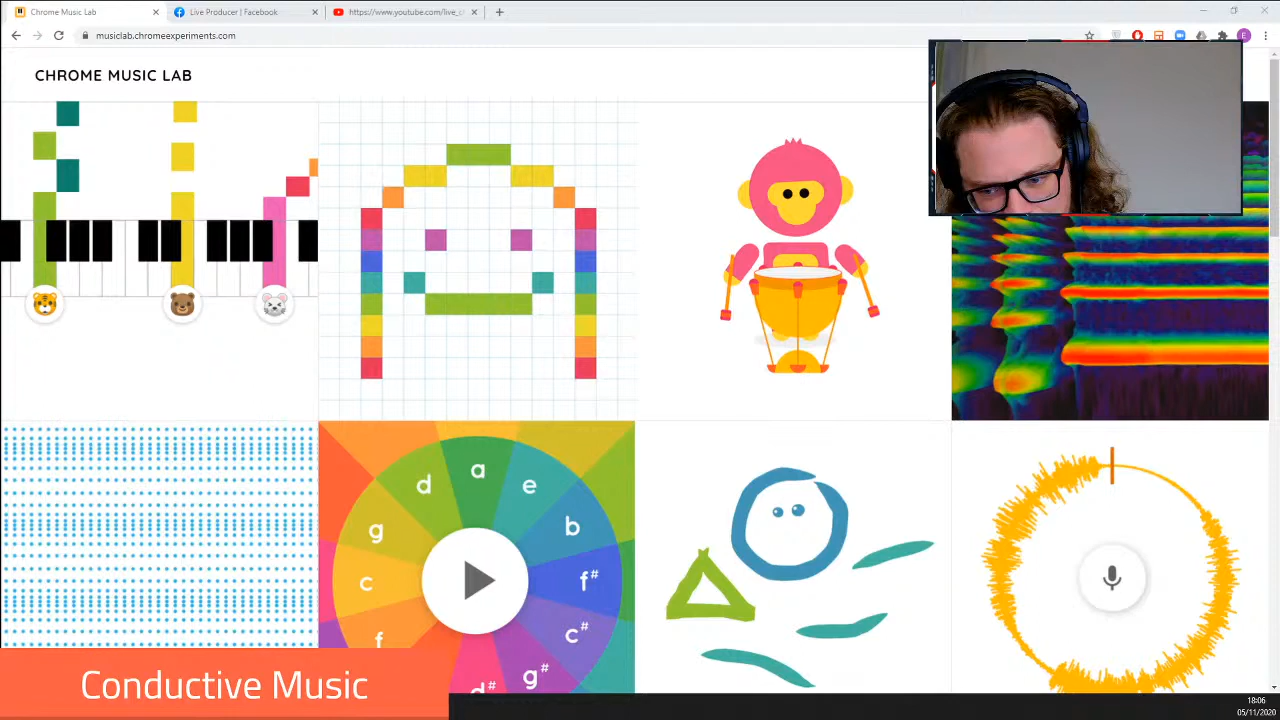 Chrome Music Lab
Live Producer | Facebook
https://www.youtube.com/live_c
musiclab.chromeexperiments.com
E
CHROME MUSIC LAB
a
d
e
g
b
c
f#
f
c#
g#
d#
Conductive Music
18:06
05/11/2020